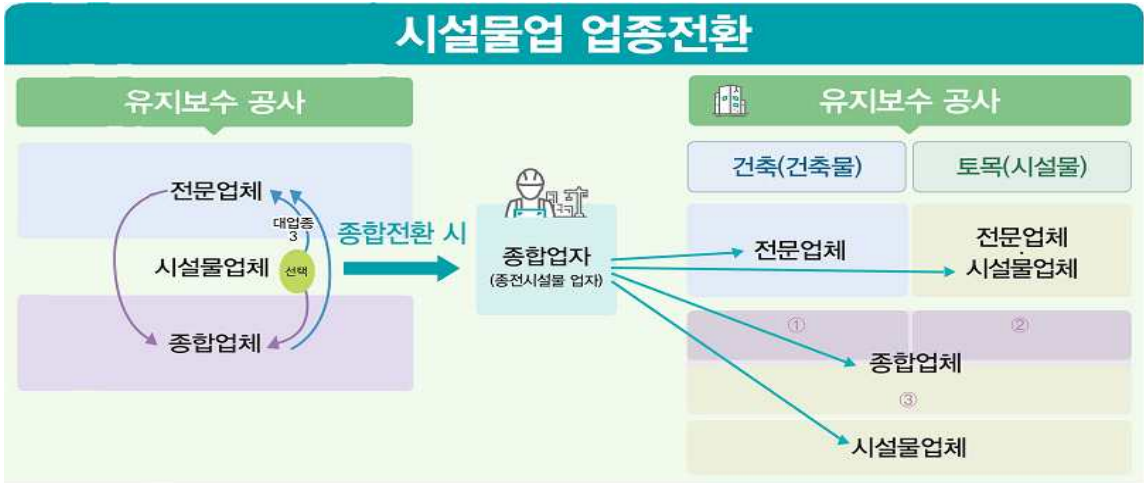 시설물업 업종전환
유지보수 공사
전문업체
대업종
3
시설물업체
선택
종합업체
종합전환 시
종합업자
(종전시설물 업자)
유지보수 공사
건축(건축물)
토목(시설물)
전문업체
전문업체
·
시설물업체
①
②
종합업체
③
시설물업체